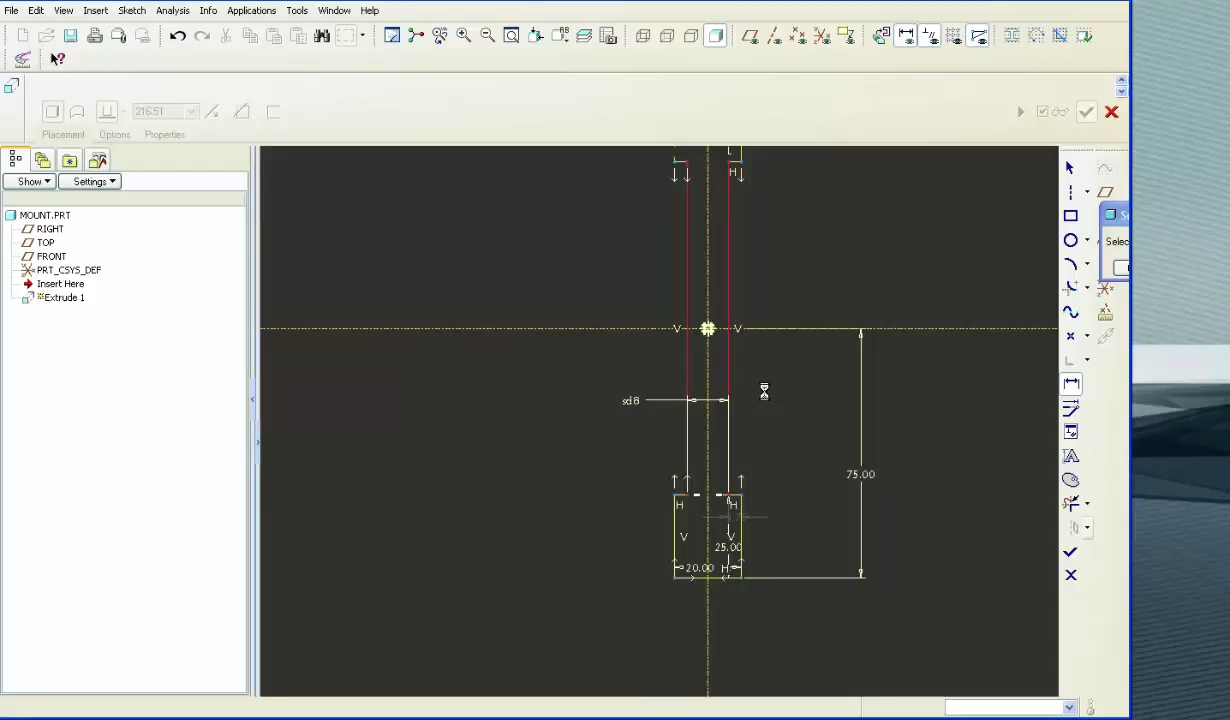 File Edit View Insert Sketch Analysis Info Applications Tools Window Help
216.51
Placement Options Properties
Show Settings
MOUNT.PRT
RIGHT
TOP
FRONT
PRT_CSYS_DEF
Insert Here
Extrude 1
L
H
V V
Selec
sd8
75.00
H H
V V
25.00
20.00 H